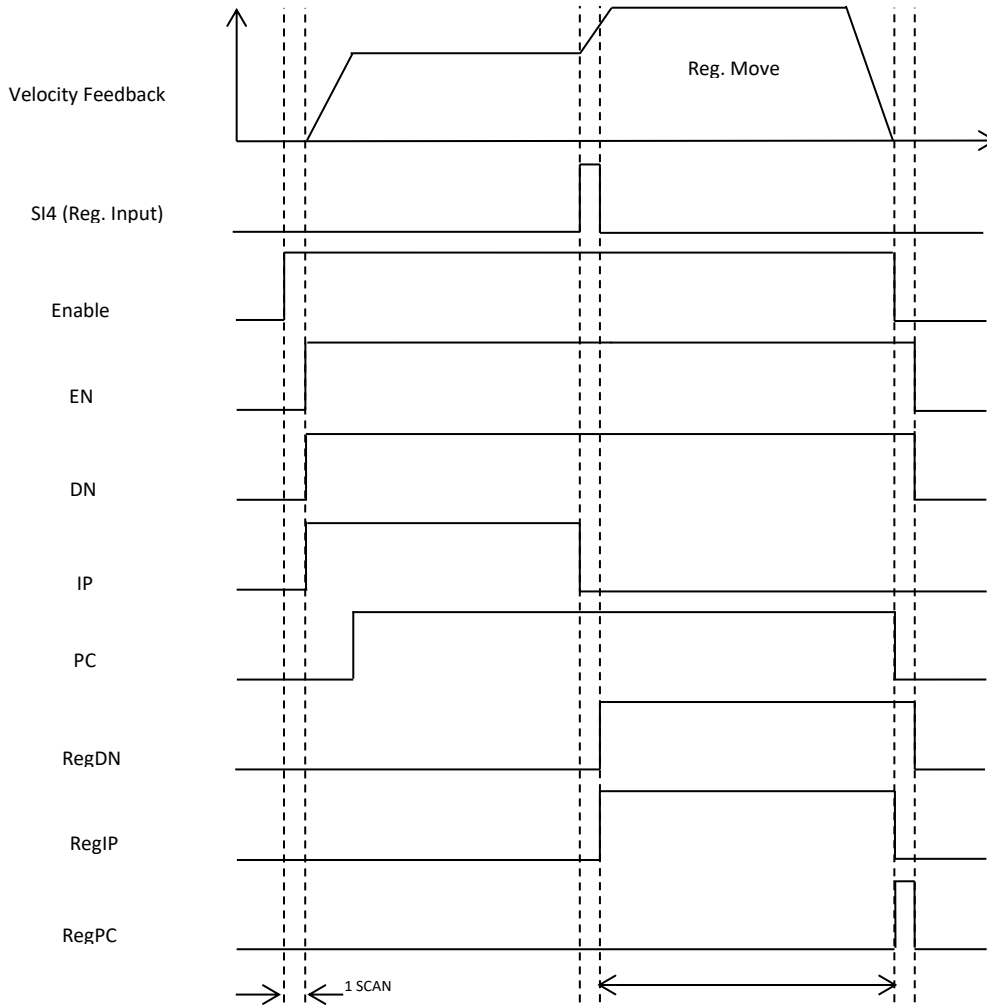 Reg. Move
Velocity Feedback
SI4 (Reg. Input)
Enable
EN
DN
IP
PC
RegDN
RegIP
RegPC
1 SCAN